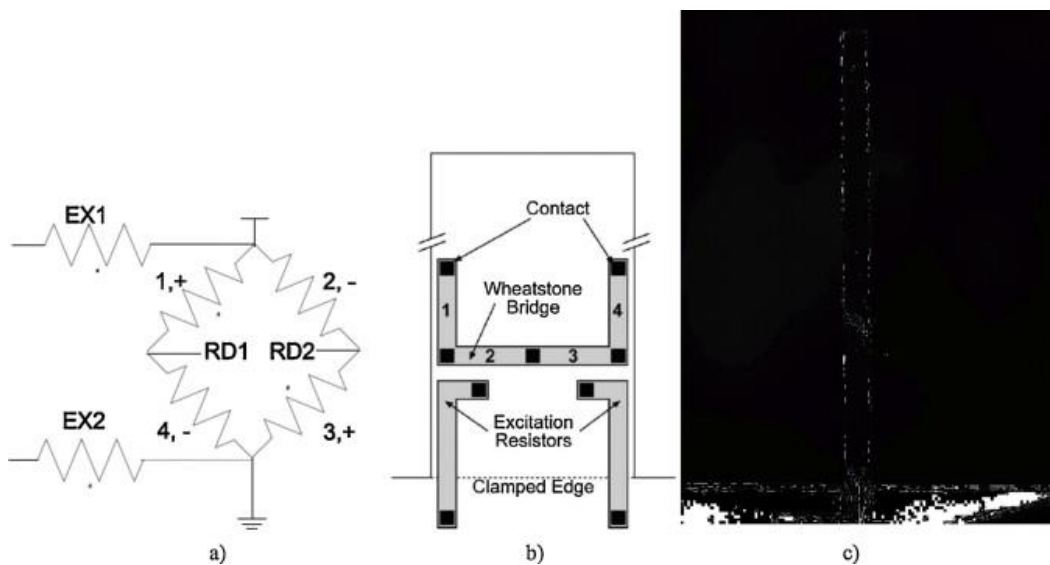 EX1
1,+
2,-
RD1
RD2
EX2
4,-
3,+
a)
Contact
1
Wheatstone
Bridge
4
2
3
Excitation
Resistors
Clamped Edge
b)
c)